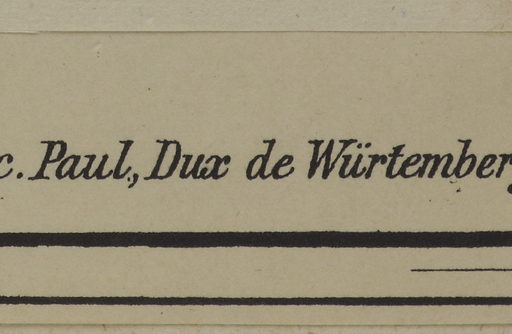 c. Paul, Dux de Würtemberg